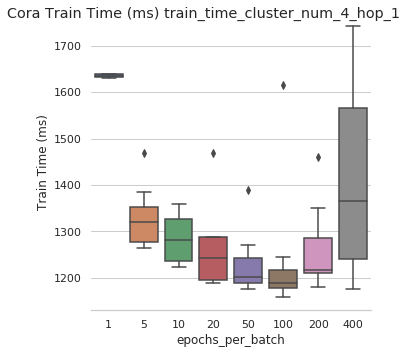 Cora Train Time (ms) train_time_cluster_num_4_hop_1
1700
1600
1500
1400
1300
1200
Train Time (ms)
1 5 10 20 50 100 200 400
epochs_per_batch